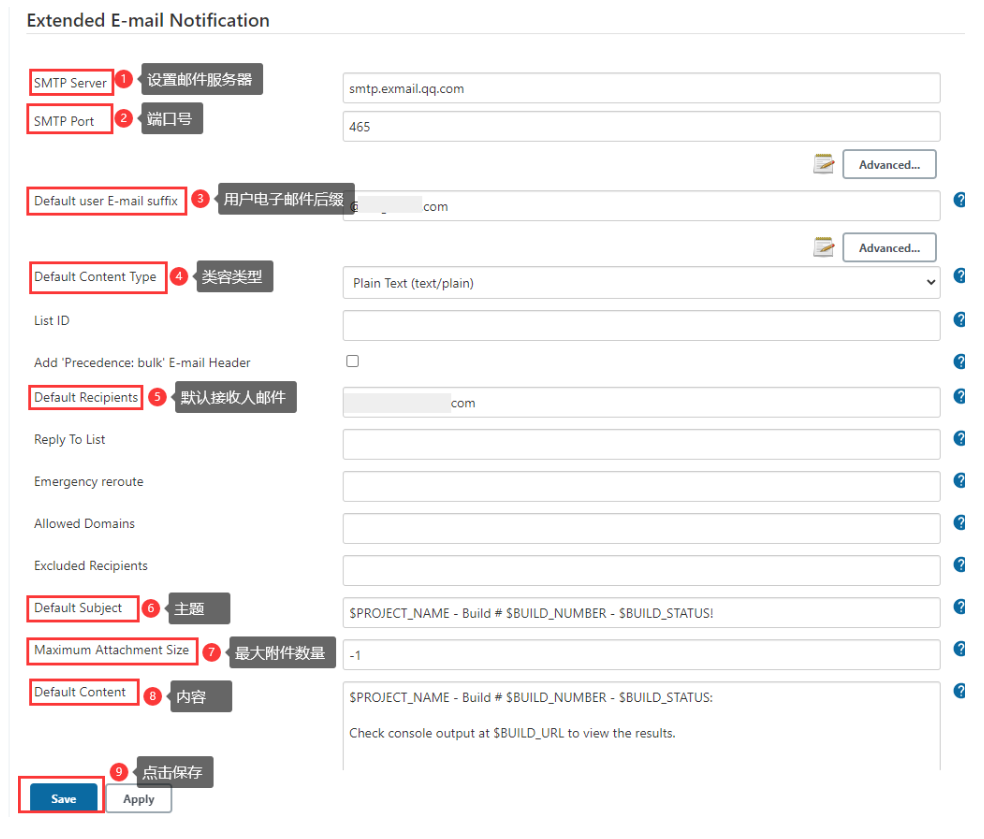 Extended E-mail Notification
SMTP Server 1 设置邮件服务器 smtp.exmail.qq.com
SMTP Port 2 端口号 465
Advanced...
Default user E-mail suffix 3 用户电子邮件后缀 @ com
Advanced...
Default Content Type 4 类容类型 Plain Text (text/plain)
List ID
Add 'Precedence: bulk' E-mail Header
Default Recipients 5 默认接收人邮件 com
Reply To List
Emergency reroute
Allowed Domains
Excluded Recipients
Default Subject 6 主题 $PROJECT_NAME - Build # $BUILD_NUMBER - $BUILD_STATUS!
Maximum Attachment Size 7 最大附件数量 -1
Default Content 8 内容 $PROJECT_NAME - Build # $BUILD_NUMBER - $BUILD_STATUS:
Check console output at $BUILD_URL to view the results.
9 点击保存
Save Apply